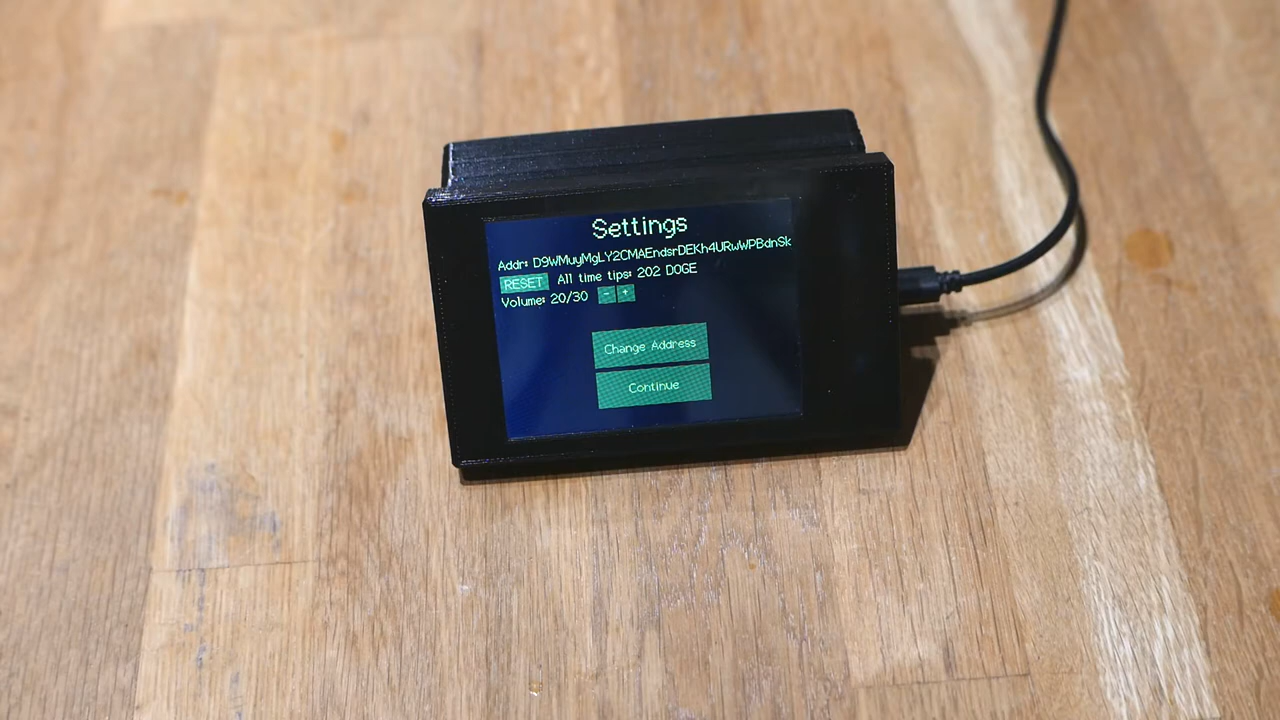 Settings
Addr: D9WMuyMgLY2CMAEndsrDEKh4URwWPBdnSk
RESET All time tips: 202 DOGE
Volume: 20/30 - +
Change Address
Continue